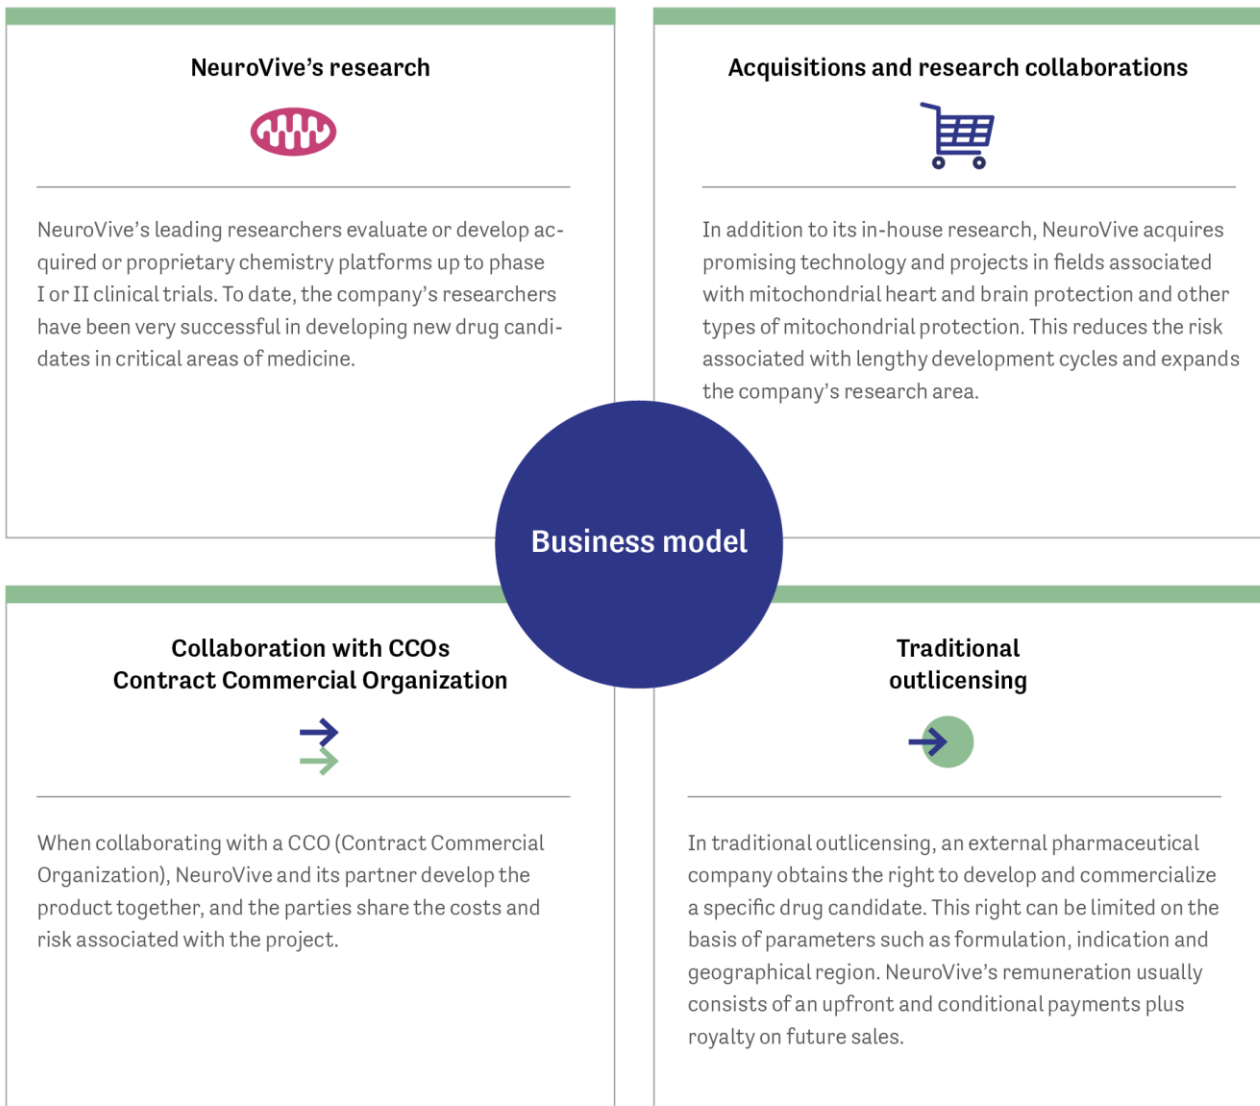 NeuroVive’s research
NeuroVive’s leading researchers evaluate or develop ac-
quired or proprietary chemistry platforms up to phase
I or II clinical trials. To date, the company’s researchers
have been very successful in developing new drug candi-
dates in critical areas of medicine.
Acquisitions and research collaborations
In addition to its in-house research, NeuroVive acquires
promising technology and projects in fields associated
with mitochondrial heart and brain protection and other
types of mitochondrial protection. This reduces the risk
associated with lengthy development cycles and expands
the company’s research area.
Business model
Collaboration with CCOs
Contract Commercial Organization
When collaborating with a CCO (Contract Commercial
Organization), NeuroVive and its partner develop the
product together, and the parties share the costs and
risk associated with the project.
Traditional
outlicensing
In traditional outlicensing, an external pharmaceutical
company obtains the right to develop and commercialize
a specific drug candidate. This right can be limited on the
basis of parameters such as formulation, indication and
geographical region. NeuroVive’s remuneration usually
consists of an upfront and conditional payments plus
royalty on future sales.